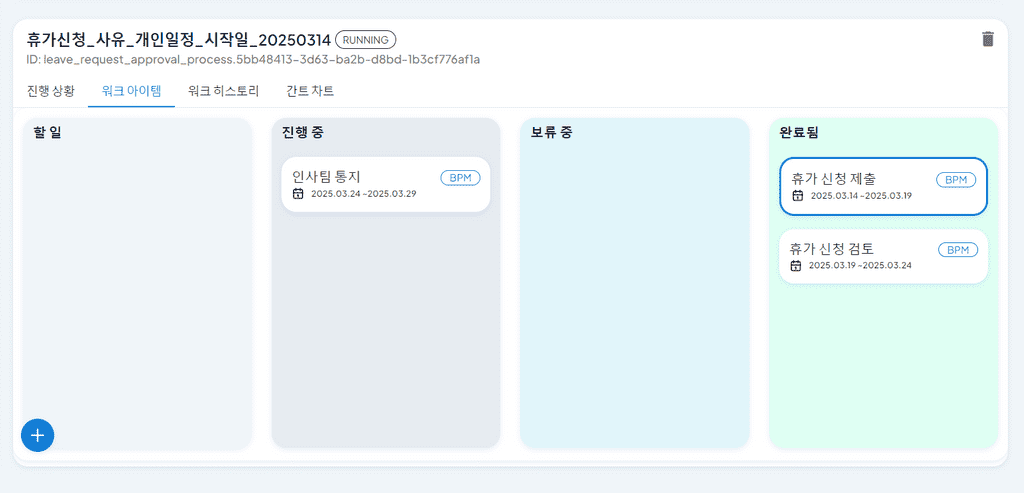 휴가신청_사유_개인일정_시작일_20250314 RUNNING
ID: leave_request_approval_process.5bb48413-3d63-ba2b-d8bd-1b3cf776af1a
진행 상황 워크 아이템 워크 히스토리 간트 차트
할 일
진행 중
인사팀 통지 BPM
2025.03.24 ~2025.03.29
보류 중
완료됨
휴가 신청 제출 BPM
2025.03.14 ~2025.03.19
휴가 신청 검토 BPM
2025.03.19 ~2025.03.24